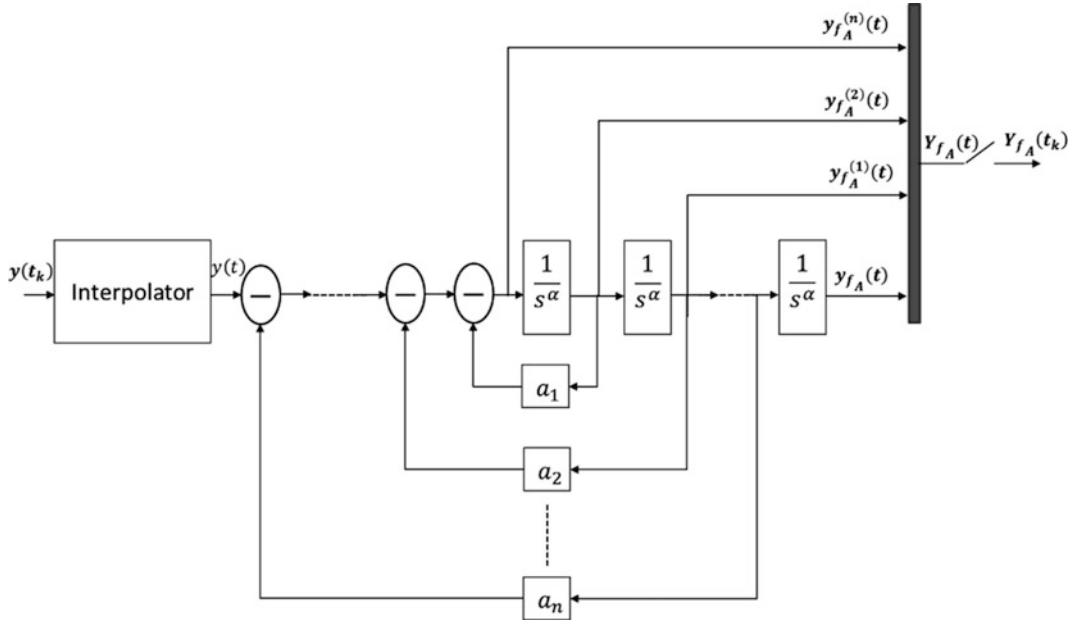 y_{f_A}^{(n)}(t)
y_{f_A}^{(2)}(t)
Y_{f_A}(t) Y_{f_A}(t_k)
y_{f_A}^{(1)}(t)
y(t_k) Interpolator y(t) − − − 1/s^α 1/s^α 1/s^α y_{f_A}(t)
a_1
a_2
a_n